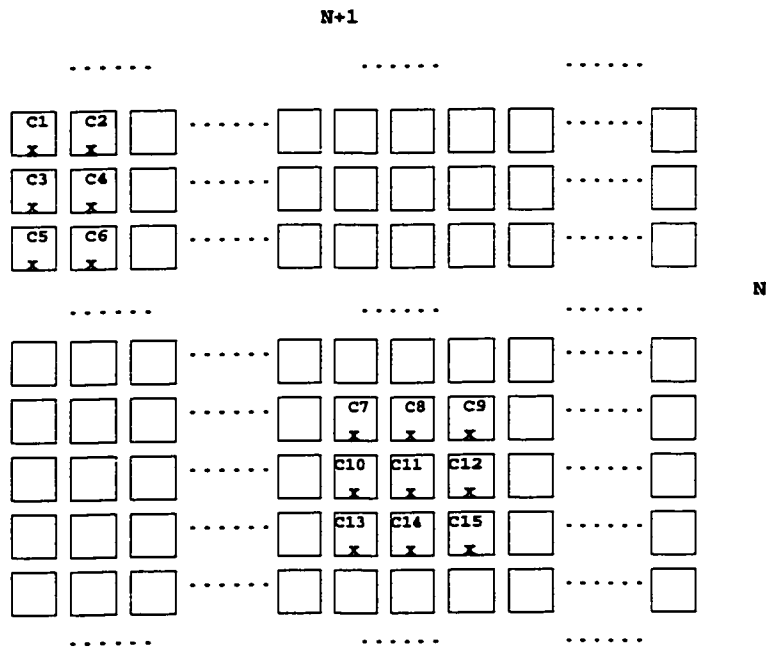 N+1
...... ...... ......
C1 C2 ...... ......
x x
C3 C4 ...... ......
x x
C5 C6 ...... ......
x x
...... ...... ......
N
...... ......
C7 C8 C9
...... ......
x x x
C10 C11 C12
...... ......
x x x
C13 C14 C15
...... ......
x x x
...... ......
...... ...... ......